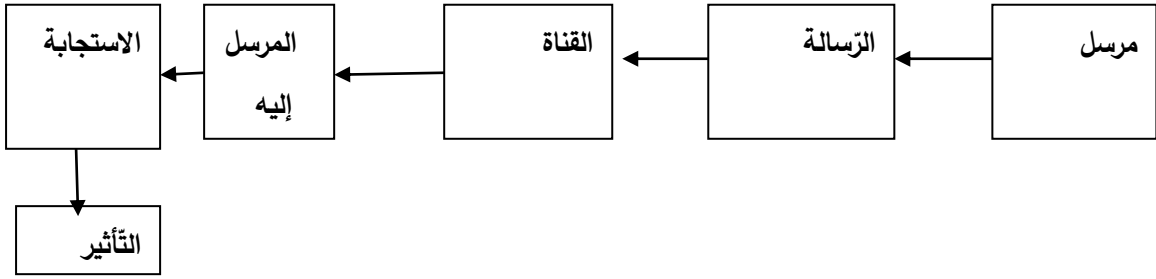 مرسل
الرّسالة
القناة
المرسل
إليه
الاستجابة
التّأثير